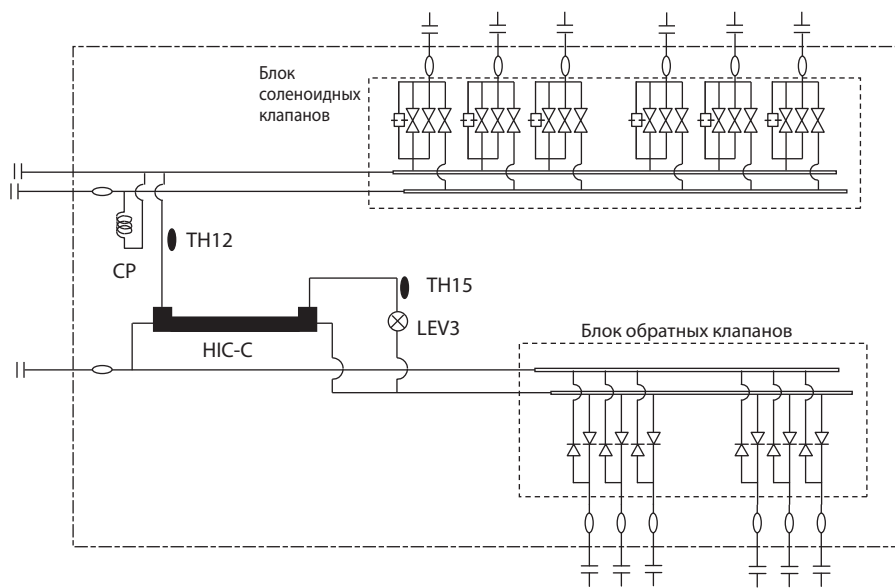 Блок
соленоидных
клапанов
TH12
CP
TH15
LEV3
HIC-C
Блок обратных клапанов